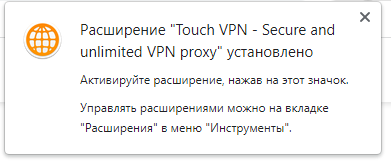 Расширение "Touch VPN - Secure and
unlimited VPN proxy" установлено
Активируйте расширение, нажав на этот значок.
Управлять расширениями можно на вкладке
"Расширения" в меню "Инструменты".